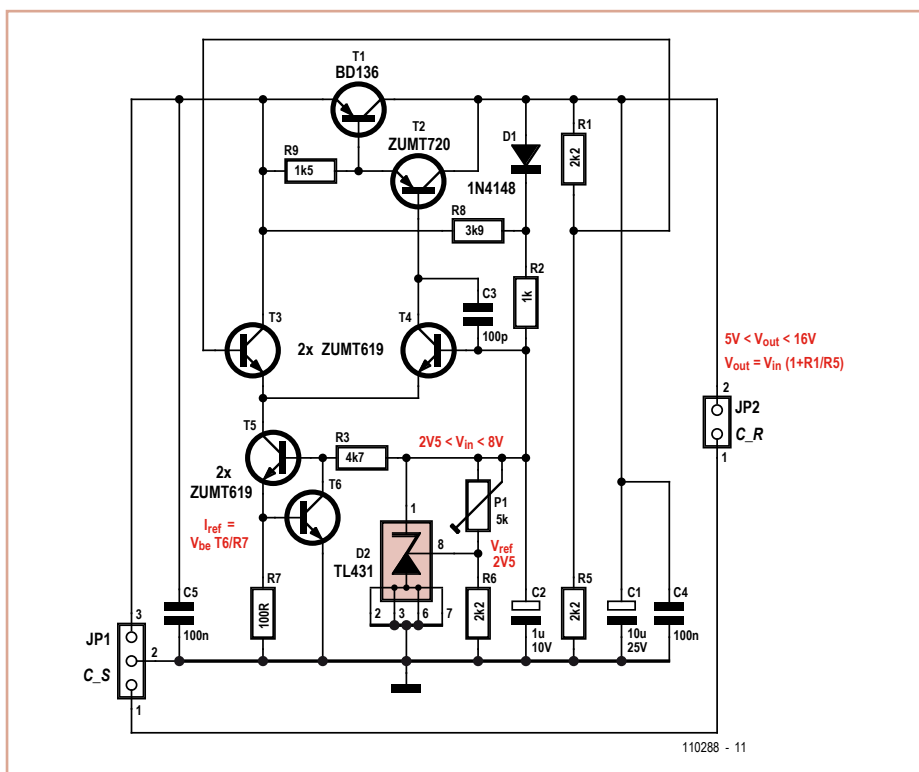 T1
BD136
T2
ZUMT720
R9
1k5
D1
1N4148
R1
2k2
R8
3k9
R2
1k
C3
100p
T3
2x ZUMT619
T4
5V < Vout < 16V
Vout = Vin (1+R1/R5)
2
JP2
C_R
1
T5
2x
ZUMT619
R3
4k7
2V5 < Vin < 8V
T6
Iref =
Vbe T6/R7
1
P1
5k
D2
TL431
8
Vref
2V5
2
3
6
7
R7
100R
R6
2k2
C2
1u
10V
R5
2k2
C1
10u
25V
C4
100n
C5
100n
3
JP1
2
C_S
1
110288 - 11